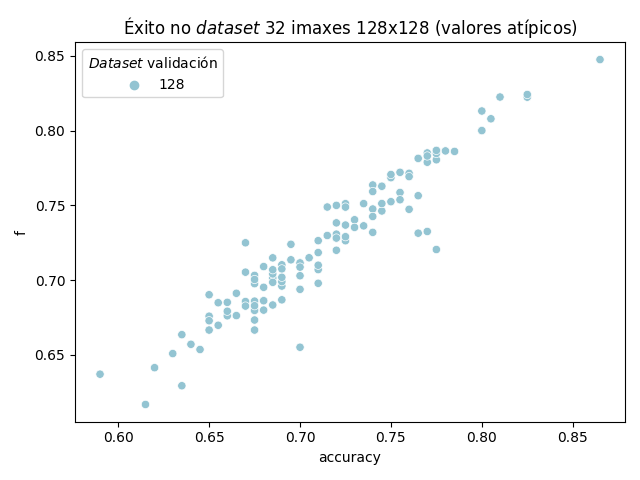 Éxito no dataset 32 imaxes 128x128 (valores atípicos)
Dataset validación
128
0.85
0.80
0.75
0.70
0.65
f
0.60 0.65 0.70 0.75 0.80 0.85
accuracy